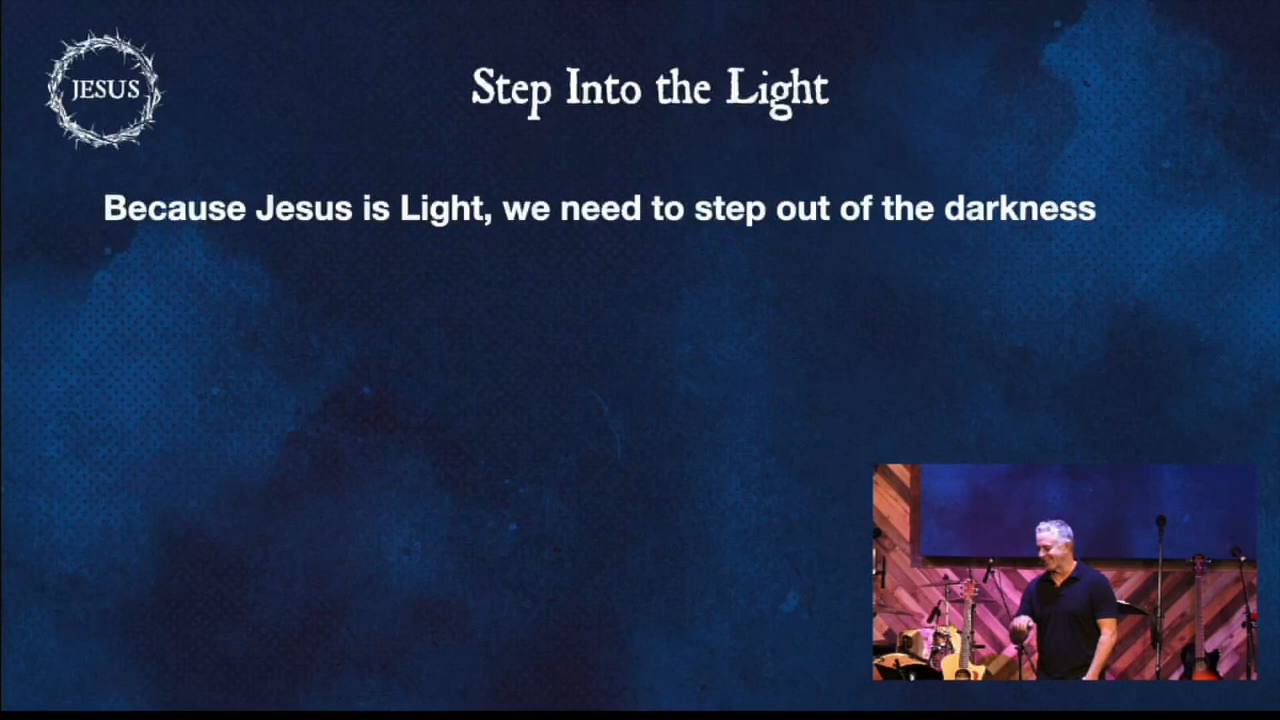 JESUS
Step Into the Light
Because Jesus is Light, we need to step out of the darkness